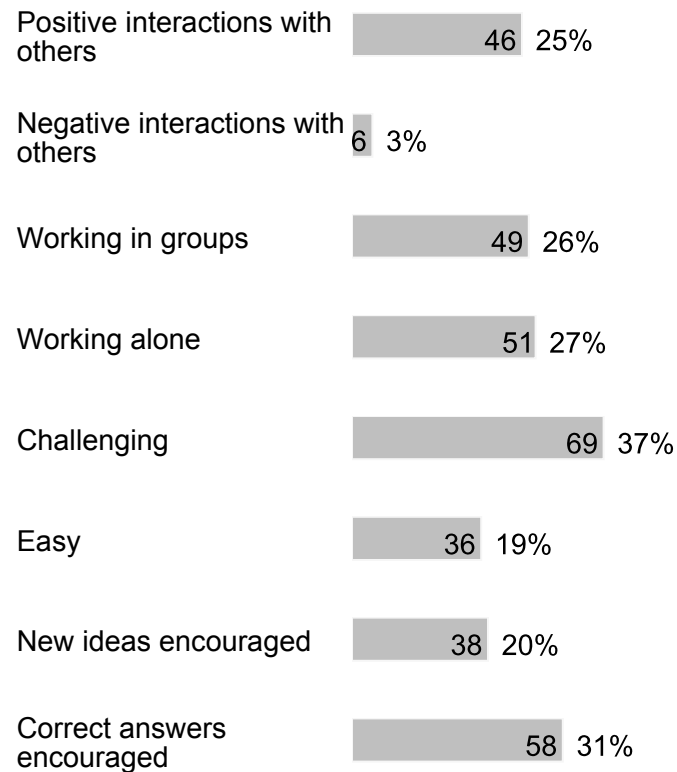 Positive interactions with
others
46 25%
Negative interactions with
others
6 3%
Working in groups
49 26%
Working alone
51 27%
Challenging
69 37%
Easy
36 19%
New ideas encouraged
38 20%
Correct answers
encouraged
58 31%